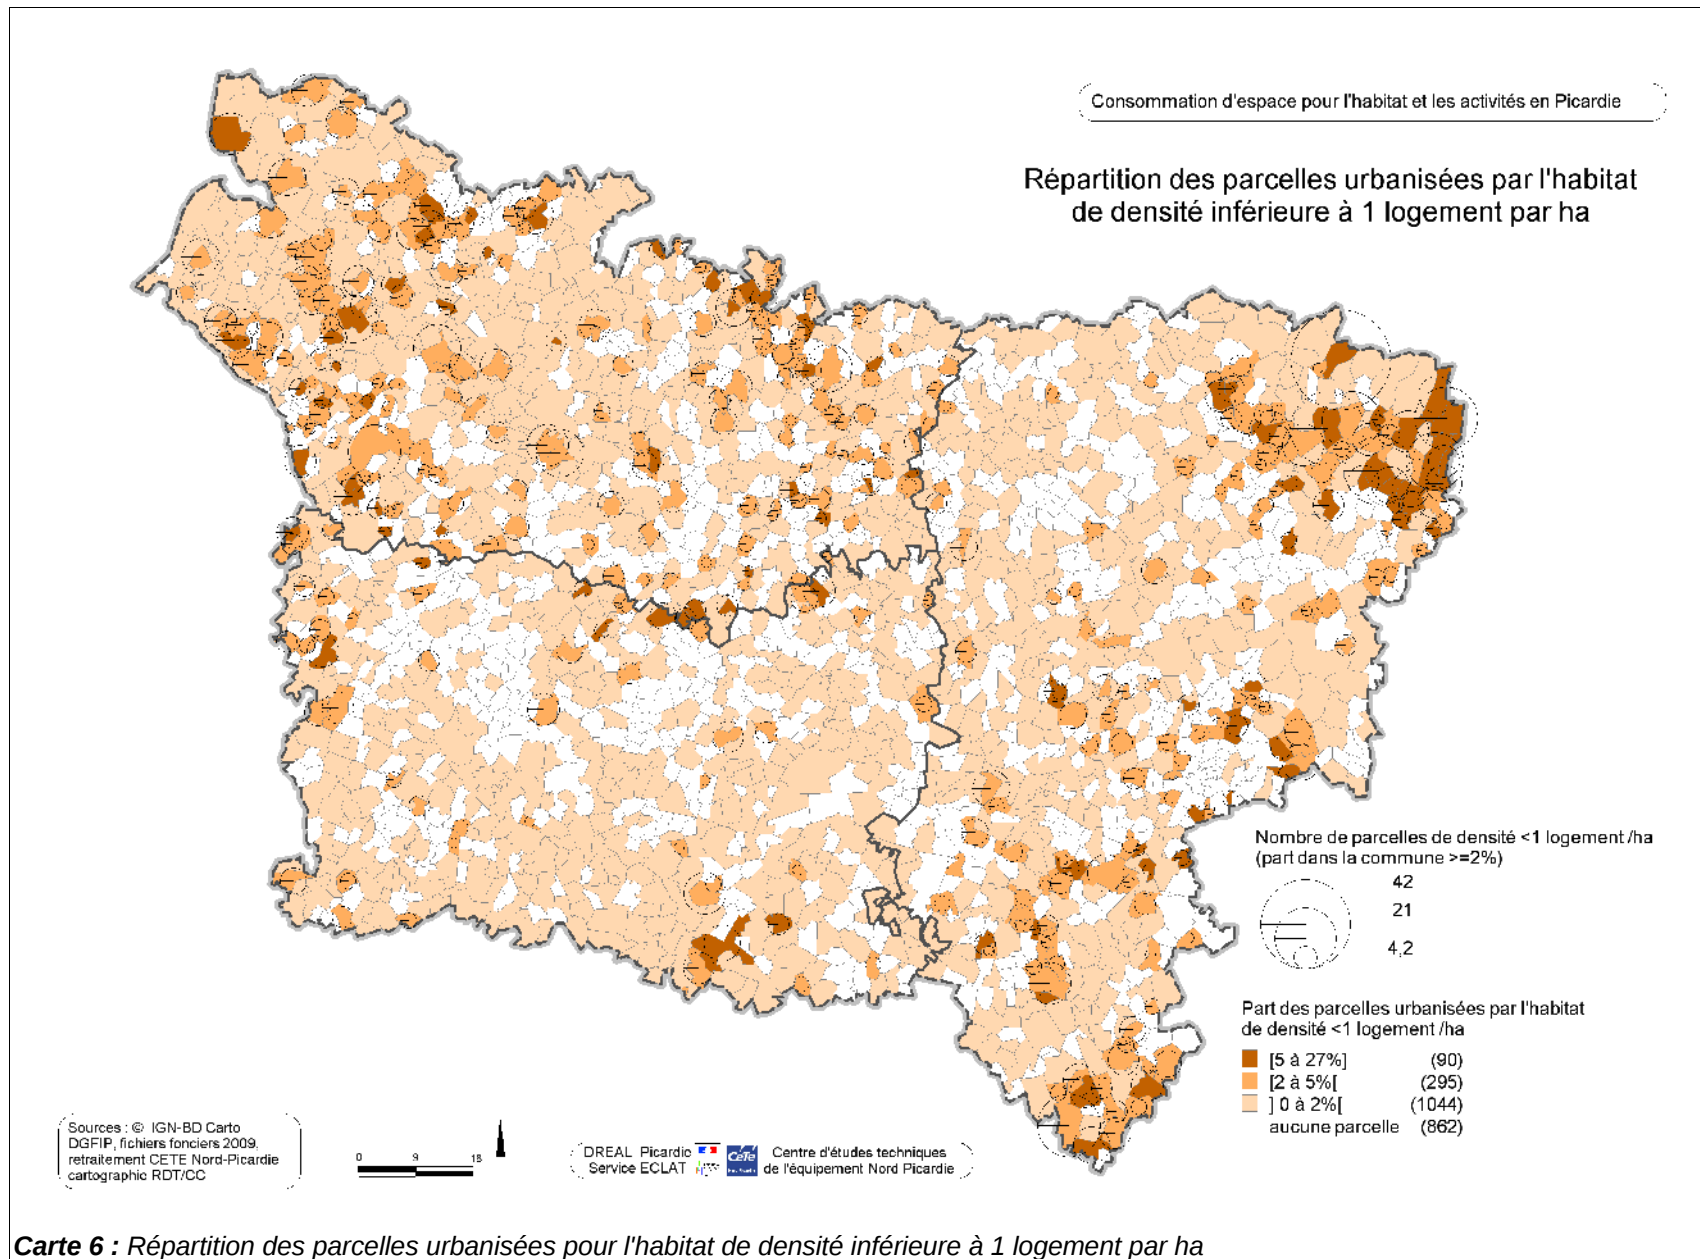 Consommation d'espace pour l'habitat et les activités en Picardie
Répartition des parcelles urbanisées par l'habitat
de densité inférieure à 1 logement par ha
Nombre de parcelles de densité <1 logement /ha
(part dans la commune >=2%)
42
21
4,2
Part des parcelles urbanisées par l'habitat
de densité <1 logement /ha
[5 à 27%] (90)
[2 à 5%[ (295)
] 0 à 2%[ (1044)
aucune parcelle (862)
Sources : © IGN-BD Carto
DGFIP, fichiers fonciers 2009,
retraitement CETE Nord-Picardie
cartographie RDT/CC
0 9 18
DREAL Picardie
Service ECLAT
CeTe
Centre d'études techniques
de l'équipement Nord Picardie
Carte 6 : Répartition des parcelles urbanisées pour l'habitat de densité inférieure à 1 logement par ha